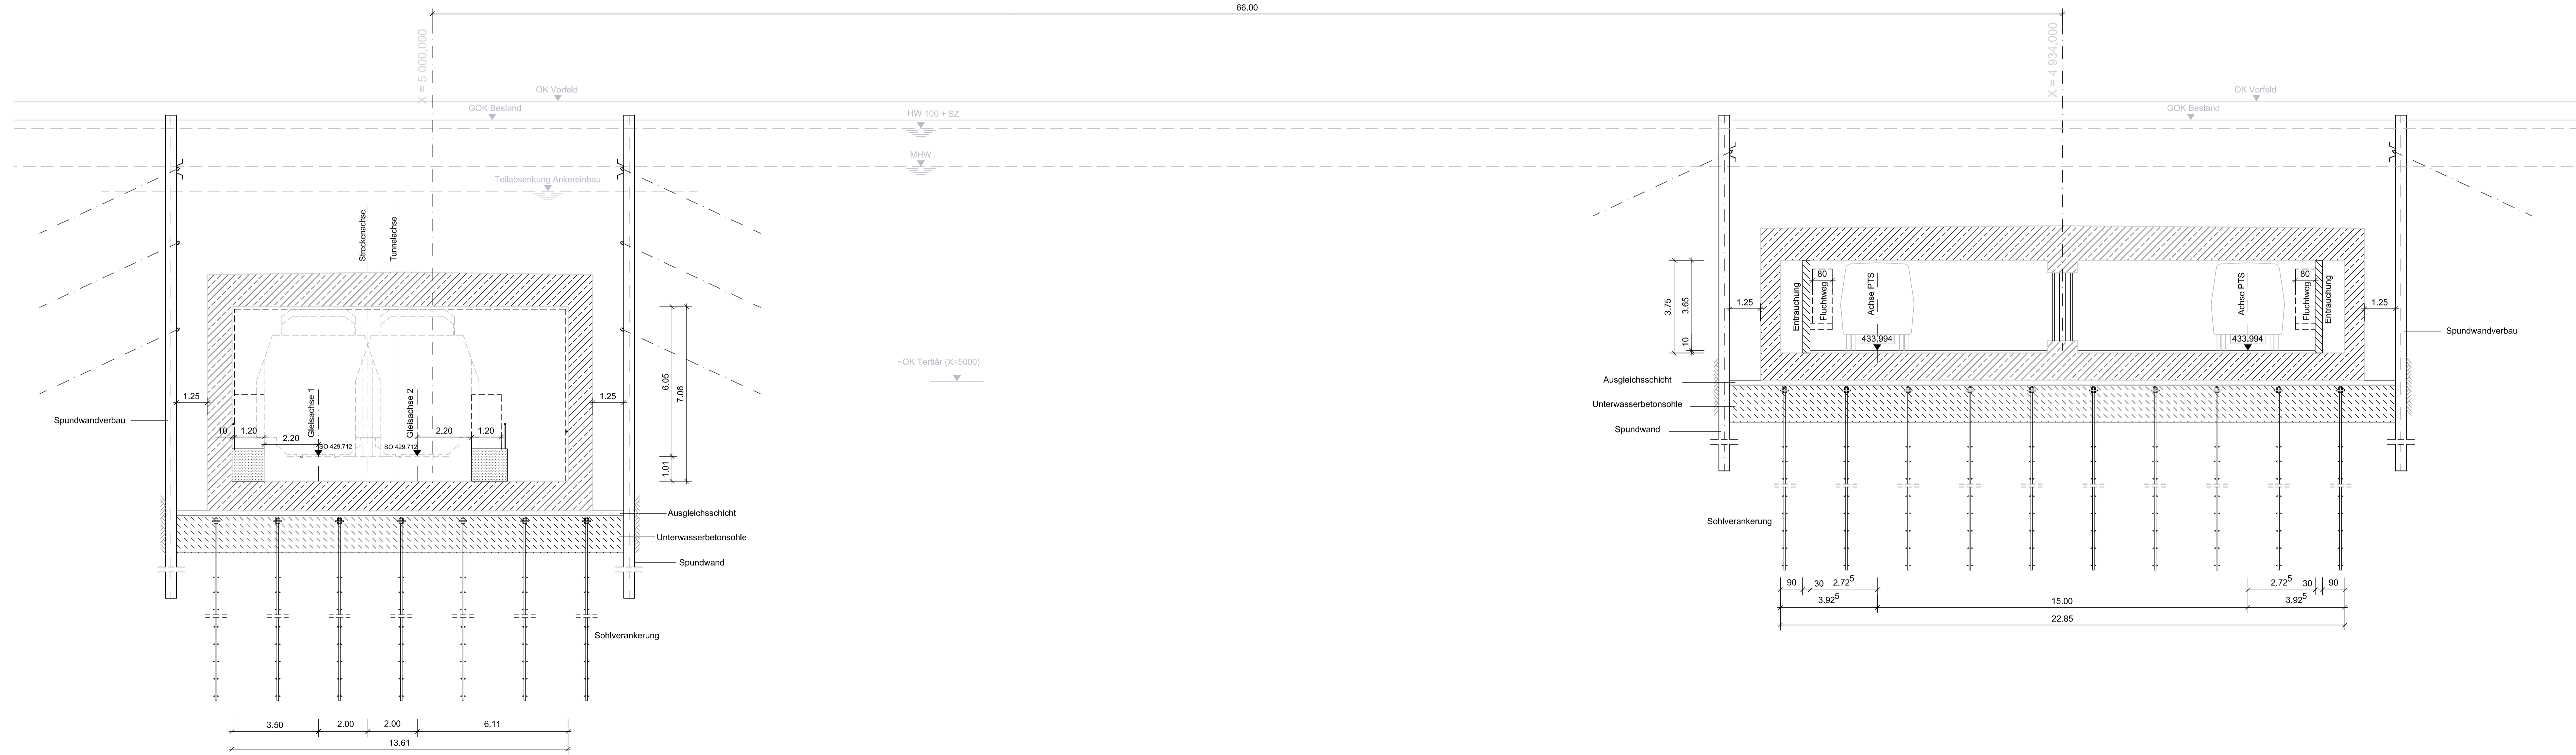 66.00
X = 5 000,000
X = 4 934,000
OK Vorfeld
OK Vorfeld
GOK Bestand
GOK Bestand
HW 100 + SZ
MHW
Teilabsenkung Ankereinbau
Streckenachse
Tunnelachse
1.25
1.25
Spundwandverbau
10
1.20
2.20
Gleisachse 1
SO 429.712
SO 429.712
Gleisachse 2
2.20
1.20
6.05
7.06
1.01
Ausgleichsschicht
Unterwasserbetonsohle
Spundwand
Sohlverankerung
3.50
2.00
2.00
6.11
13.61
~OK Tertiär (X=5000)
3.75
3.65
10
1.25
Entrauchung
80
Fluchtweg
Achse PTS
433,994
Achse PTS
433,994
80
Fluchtweg
Entrauchung
1.25
Spundwandverbau
Ausgleichsschicht
Unterwasserbetonsohle
Spundwand
Sohlverankerung
90
30
2.72⁵
2.72⁵
30
90
3.92⁵
15.00
3.92⁵
22.85